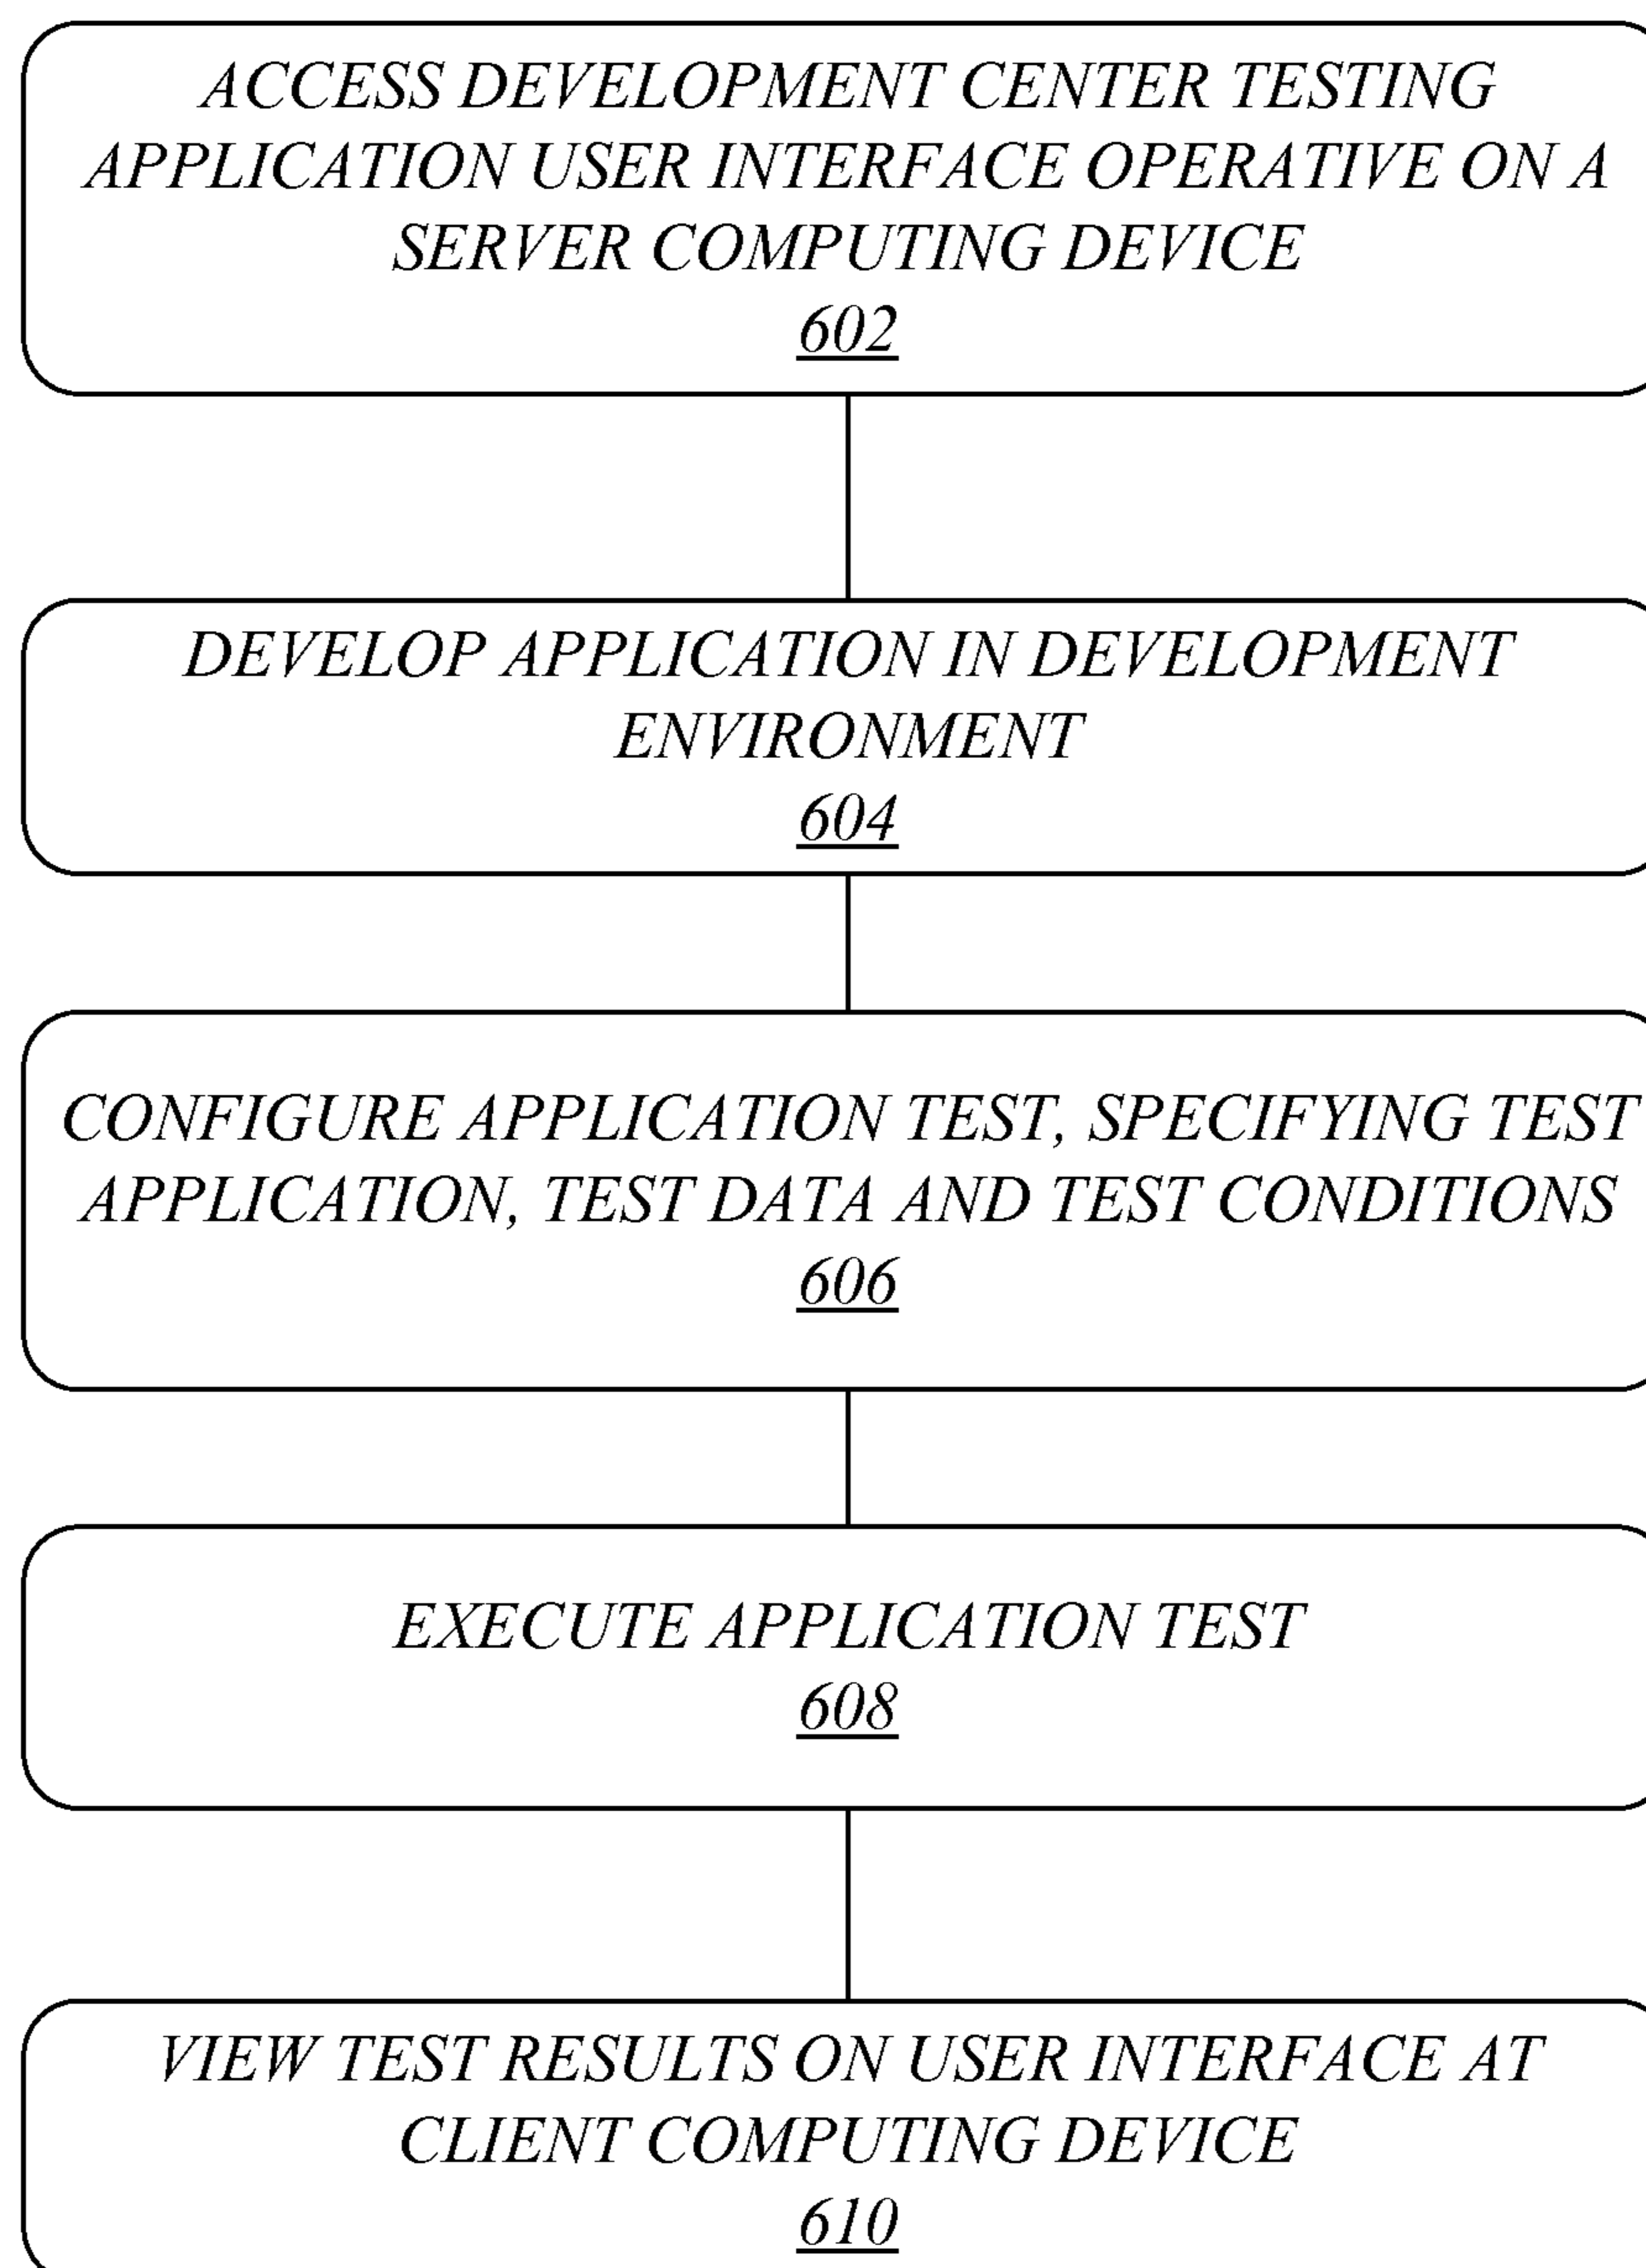 ACCESS DEVELOPMENT CENTER TESTING
APPLICATION USER INTERFACE OPERATIVE ON A
SERVER COMPUTING DEVICE
602
DEVELOP APPLICATION IN DEVELOPMENT
ENVIRONMENT
604
CONFIGURE APPLICATION TEST, SPECIFYING TEST
APPLICATION, TEST DATA AND TEST CONDITIONS
606
EXECUTE APPLICATION TEST
608
VIEW TEST RESULTS ON USER INTERFACE AT
CLIENT COMPUTING DEVICE
610